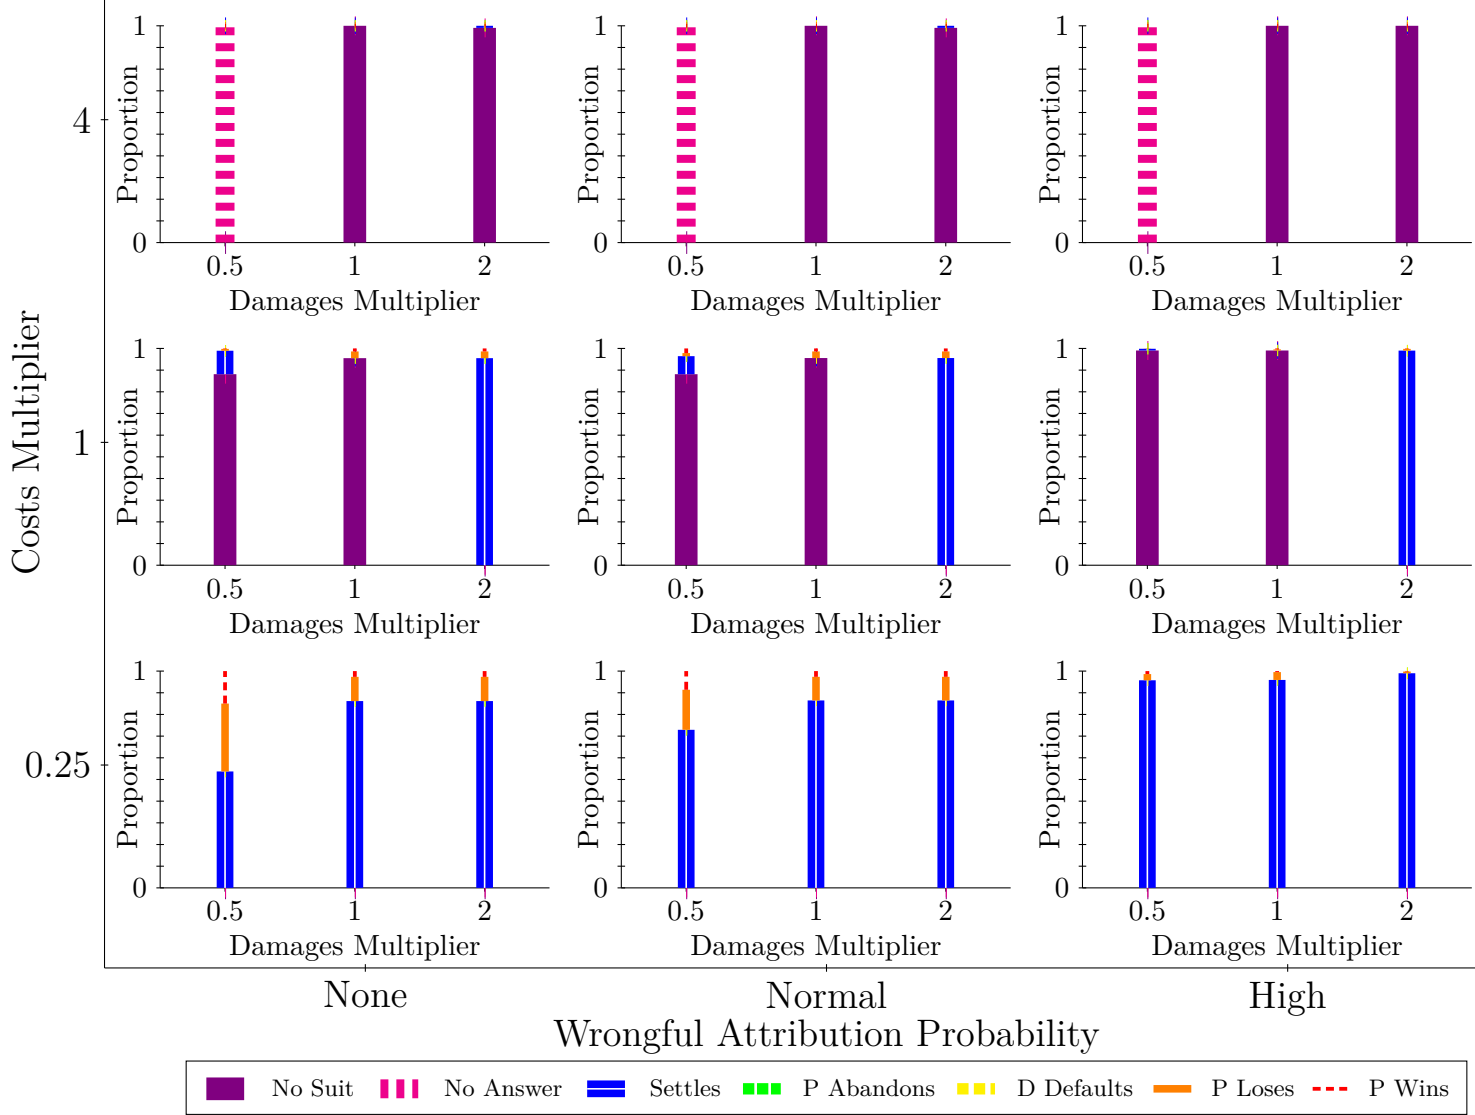 Costs Multiplier
4
1
0.25
Proportion
1
0
0.5 1 2
Damages Multiplier
Proportion
1
0
0.5 1 2
Damages Multiplier
Proportion
1
0
0.5 1 2
Damages Multiplier
Proportion
1
0
0.5 1 2
Damages Multiplier
Proportion
1
0
0.5 1 2
Damages Multiplier
Proportion
1
0
0.5 1 2
Damages Multiplier
Proportion
1
0
0.5 1 2
Damages Multiplier
Proportion
1
0
0.5 1 2
Damages Multiplier
Proportion
1
0
0.5 1 2
Damages Multiplier
None Normal High
Wrongful Attribution Probability
No Suit No Answer Settles P Abandons D Defaults P Loses P Wins